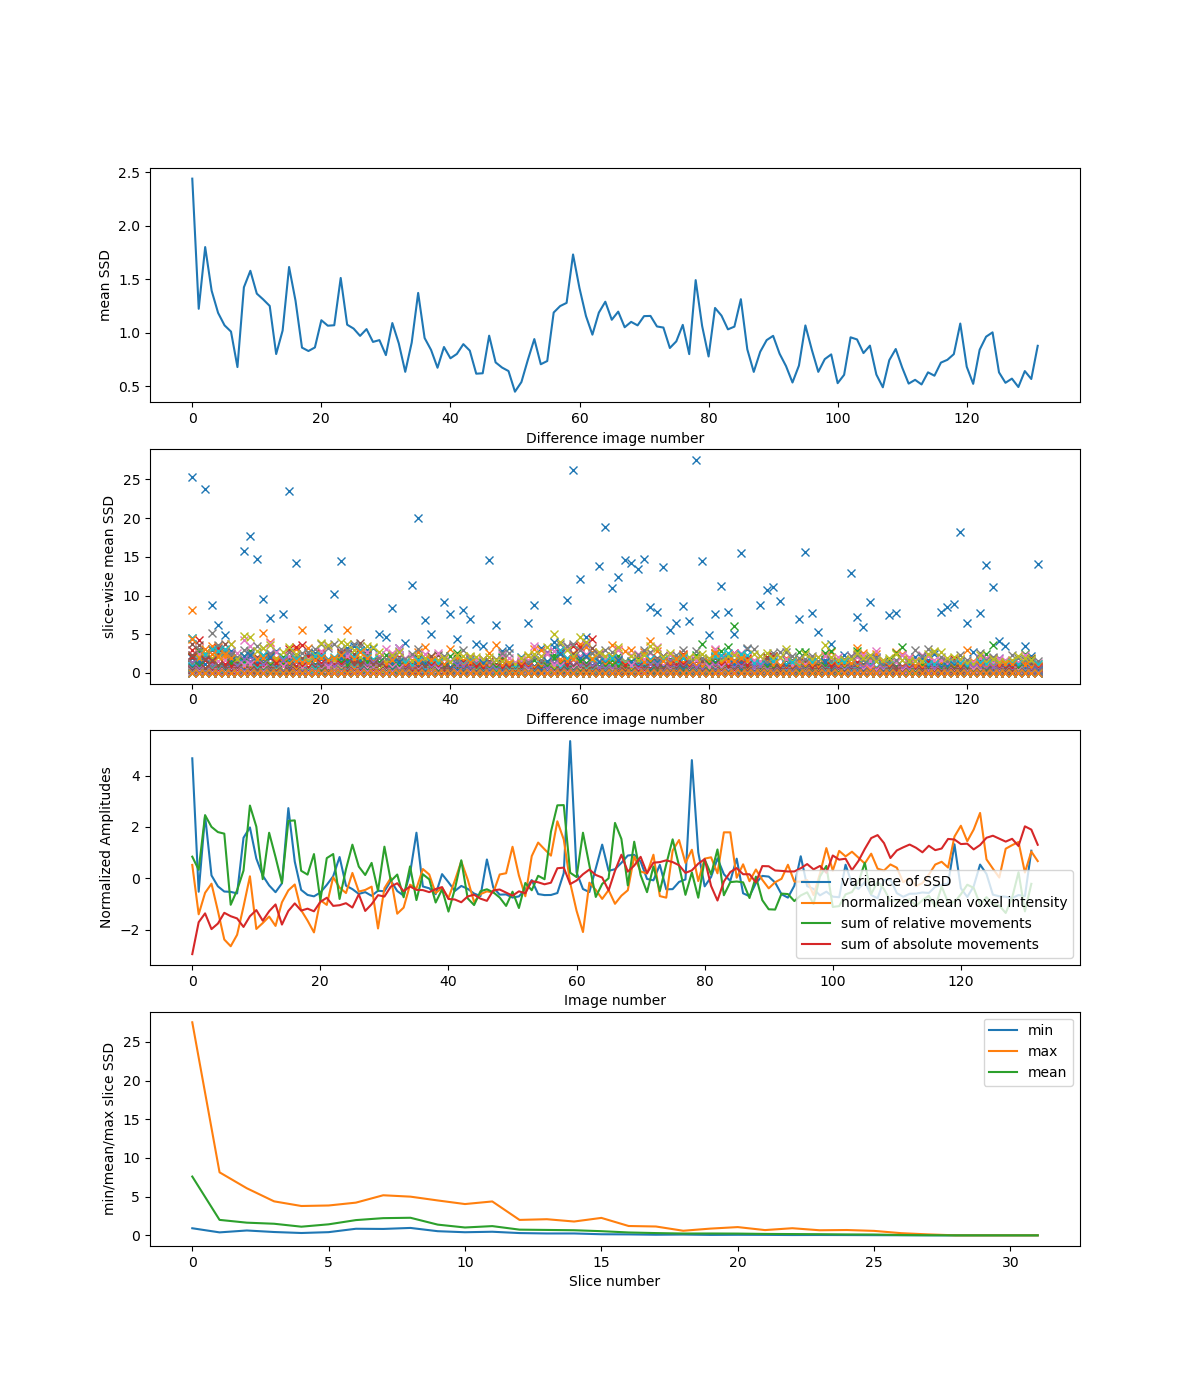 2.5
2.0
1.5
1.0
0.5
mean SSD
0 20 40 60 80 100 120
Difference image number
25
20
15
10
5
0
slice-wise mean SSD
0 20 40 60 80 100 120
Difference image number
4
2
0
−2
Normalized Amplitudes
variance of SSD
normalized mean voxel intensity
sum of relative movements
sum of absolute movements
0 20 40 60 80 100 120
Image number
25
20
15
10
5
0
min/mean/max slice SSD
min
max
mean
0 5 10 15 20 25 30
Slice number